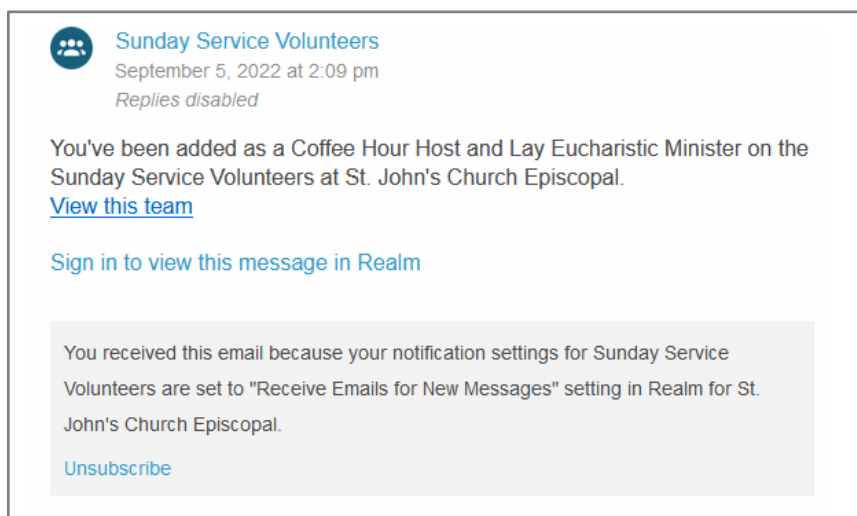 Sunday Service Volunteers
September 5, 2022 at 2:09 pm
Replies disabled
You've been added as a Coffee Hour Host and Lay Eucharistic Minister on the
Sunday Service Volunteers at St. John's Church Episcopal.
View this team
Sign in to view this message in Realm
You received this email because your notification settings for Sunday Service
Volunteers are set to "Receive Emails for New Messages" setting in Realm for St.
John's Church Episcopal.
Unsubscribe